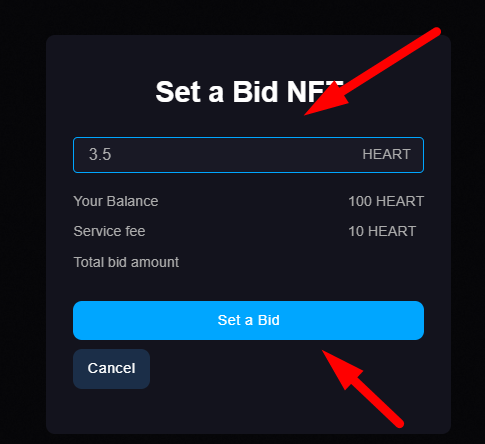 Set a Bid NFT
3.5 HEART
Your Balance 100 HEART
Service fee 10 HEART
Total bid amount
Set a Bid
Cancel